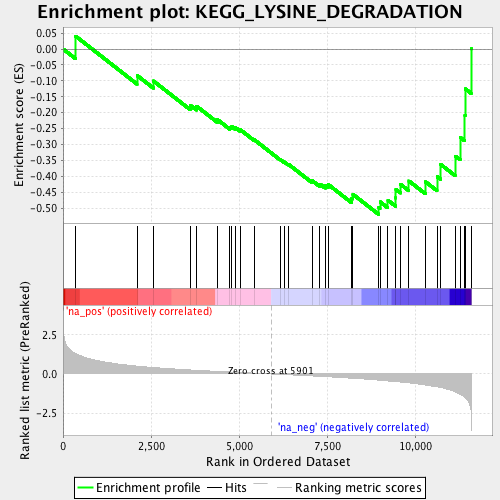 Enrichment plot: KEGG_LYSINE_DEGRADATION
Enrichment score (ES)
0.05
0.00
-0.05
-0.10
-0.15
-0.20
-0.25
-0.30
-0.35
-0.40
-0.45
-0.50
'na_pos' (positively correlated)
Ranked list metric (PreRanked)
2.5
0.0
-2.5
Zero cross at 5901
'na_neg' (negatively correlated)
0
2,500
5,000
7,500
10,000
Rank in Ordered Dataset
Enrichment profile
Hits
Ranking metric scores